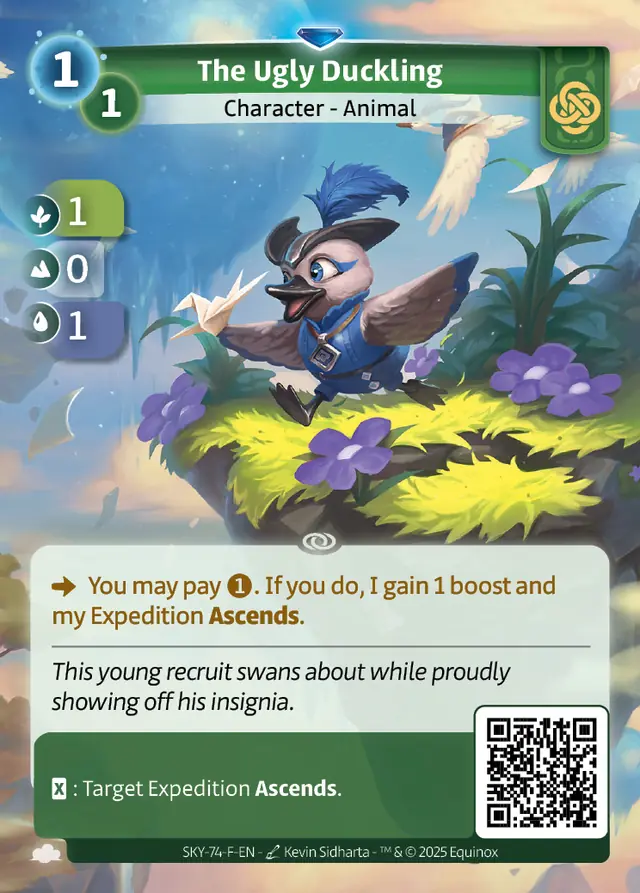 1
The Ugly Duckling
1
Character - Animal
1
0
1
You may pay 1. If you do, I gain 1 boost and
my Expedition Ascends.
This young recruit swans about while proudly
showing off his insignia.
X : Target Expedition Ascends.
SKY-74-F-EN - Kevin Sidharta - ™ & © 2025 Equinox